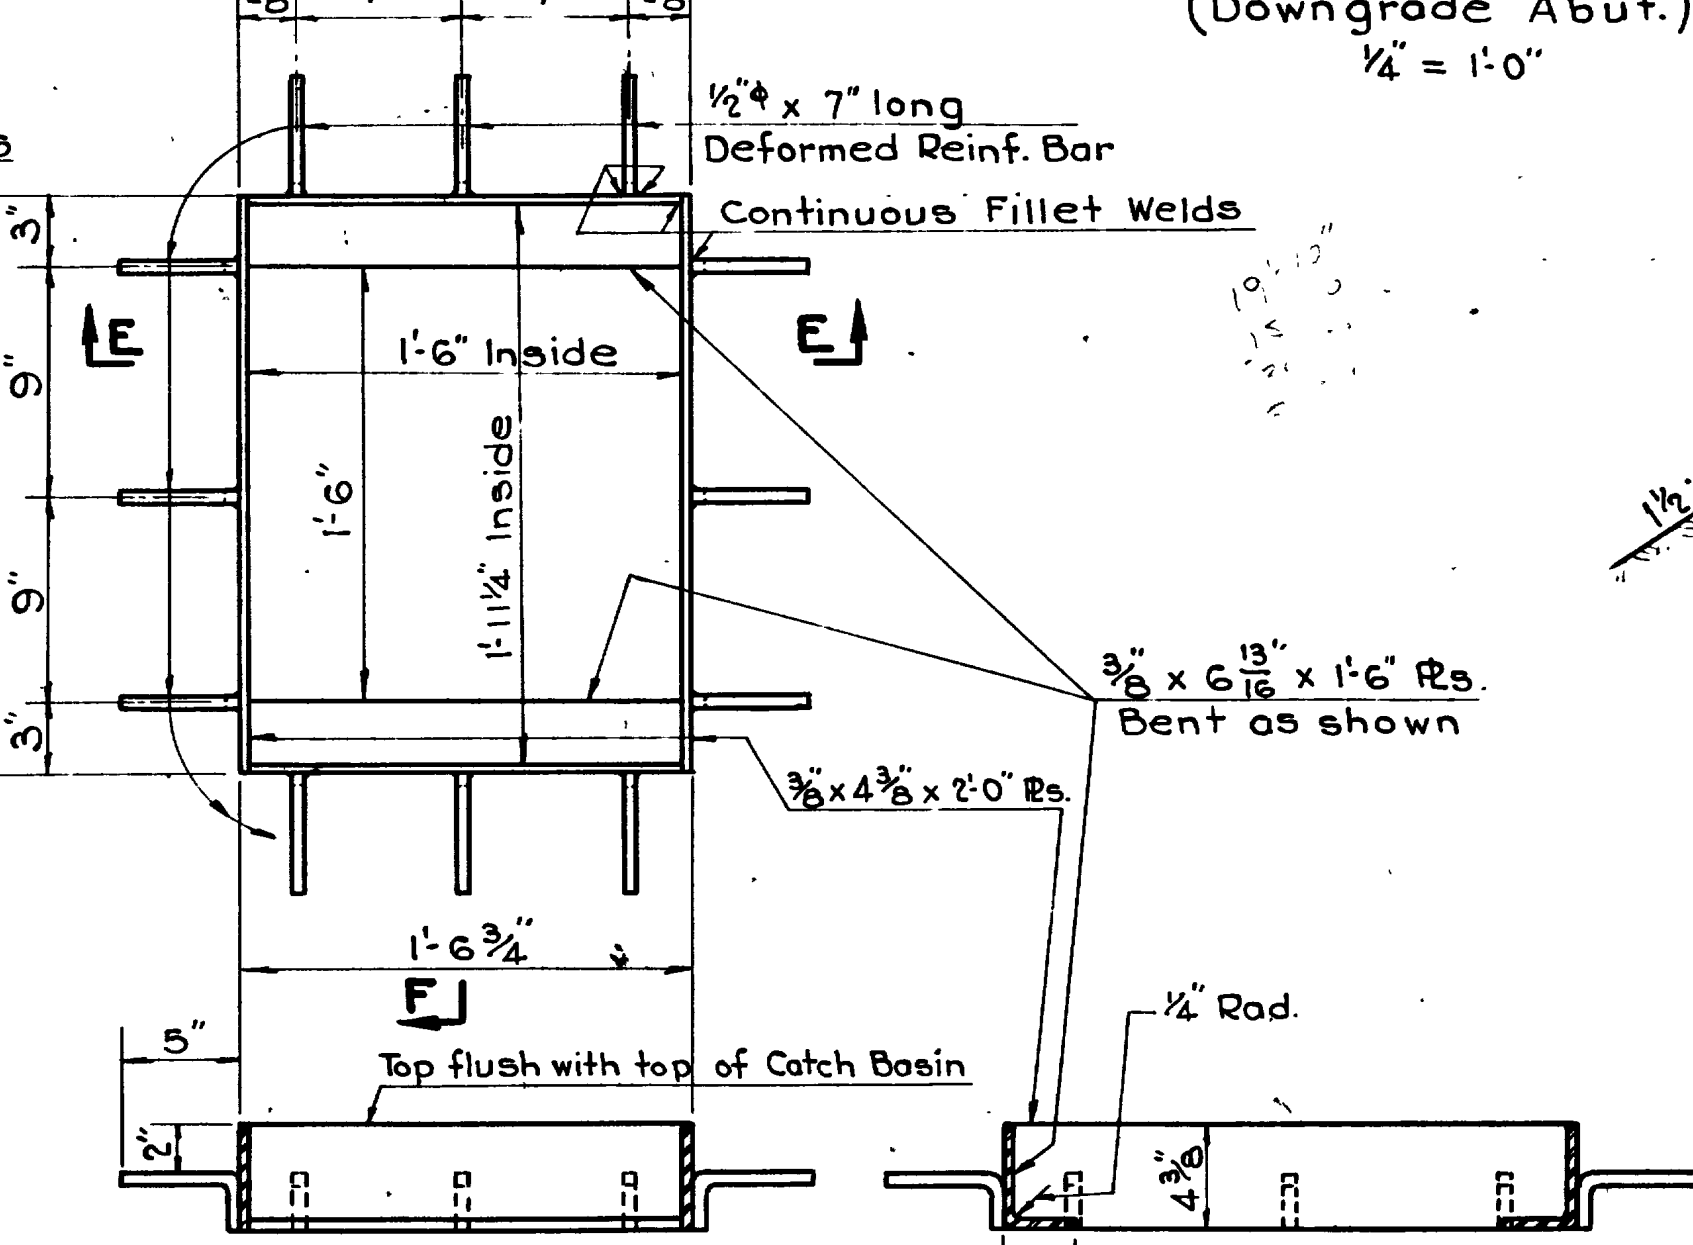 (Downgrade Abut.)
¼" = 1'-0"
½"ϕ x 7" long
Deformed Reinf. Bar
Continuous Fillet Welds
3"
9"
9"
3"
E
E
1'-6" Inside
1'-6"
1'-11¼" Inside
1½"
⅜" x 6 13/16" x 1'-6" ℞s.
Bent as shown
⅜" x 4⅜" x 2'-0" ℞s.
1'-6¾"
F
¼" Rad.
5"
Top flush with top of Catch Basin
2"
4⅜"